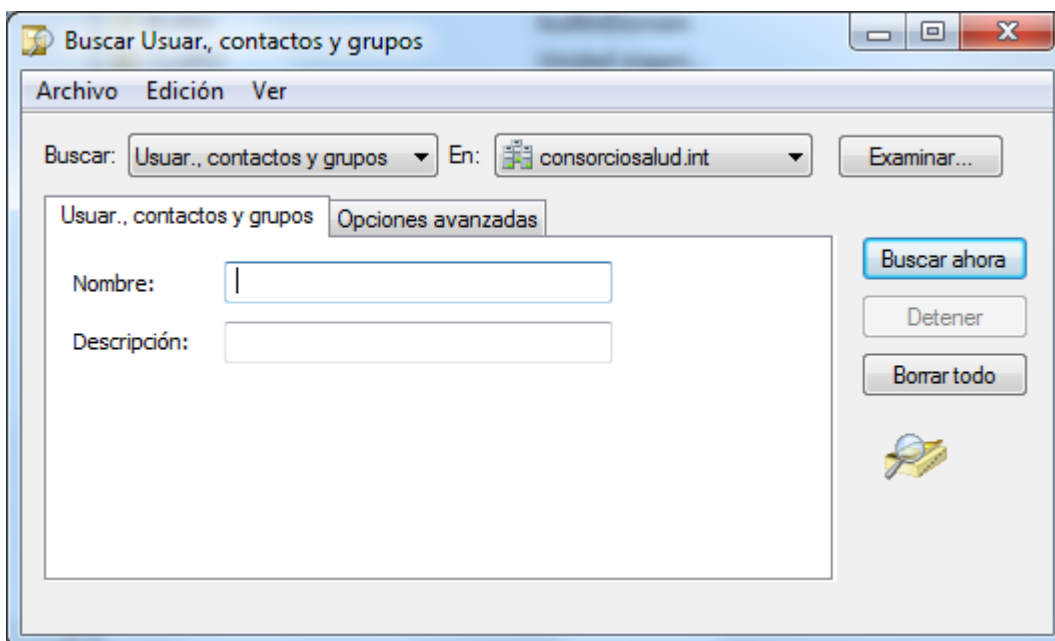 Buscar Usuar., contactos y grupos
Archivo Edición Ver
Buscar: Usuar., contactos y grupos En: consorciosalud.int Examinar...
Usuar., contactos y grupos Opciones avanzadas
Buscar ahora
Nombre:
Detener
Descripción:
Borrar todo